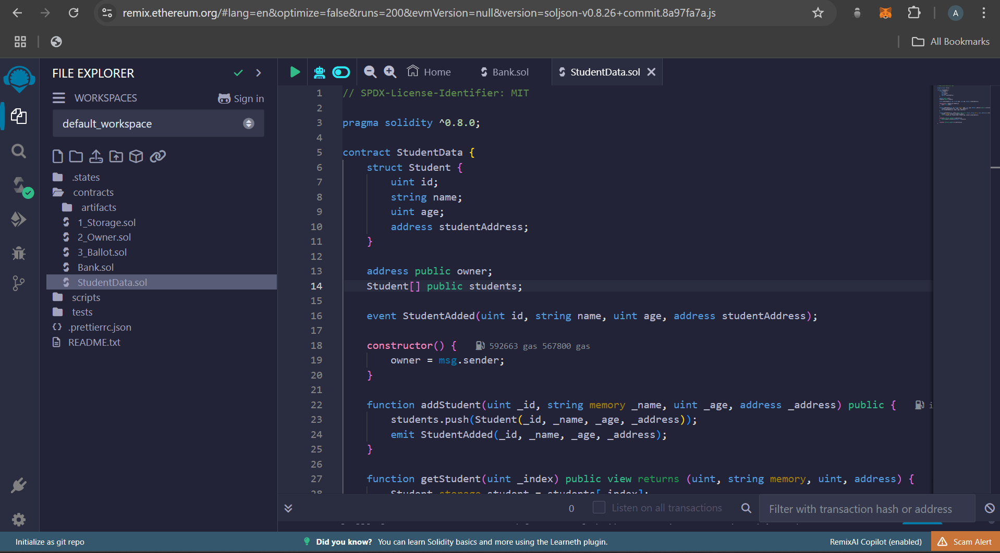 remix.ethereum.org/#lang=en&optimize=false&runs=200&evmVersion=null&version=soljson-v0.8.26+commit.8a97fa7a.js
A
All Bookmarks
FILE EXPLORER
WORKSPACES
Sign in
default_workspace
.states
contracts
artifacts
1_Storage.sol
2_Owner.sol
3_Ballot.sol
Bank.sol
StudentData.sol
scripts
tests
.prettierrc.json
README.txt
Home
Bank.sol
StudentData.sol
1 // SPDX-License-Identifier: MIT
2
3 pragma solidity ^0.8.0;
4
5 contract StudentData {
6 struct Student {
7 uint id;
8 string name;
9 uint age;
10 address studentAddress;
11 }
12
13 address public owner;
14 Student[] public students;
15
16 event StudentAdded(uint id, string name, uint age, address studentAddress);
17
18 constructor() { 592663 gas 567800 gas
19 owner = msg.sender;
20 }
21
22 function addStudent(uint _id, string memory _name, uint _age, address _address) public { i
23 students.push(Student(_id, _name, _age, _address));
24 emit StudentAdded(_id, _name, _age, _address);
25 }
26
27 function getStudent(uint _index) public view returns (uint, string memory, uint, address) {
28 Student storage student = students[_index];
0
Listen on all transactions
Filter with transaction hash or address
Initialize as git repo
Did you know? You can learn Solidity basics and more using the Learneth plugin.
RemixAI Copilot (enabled)
Scam Alert